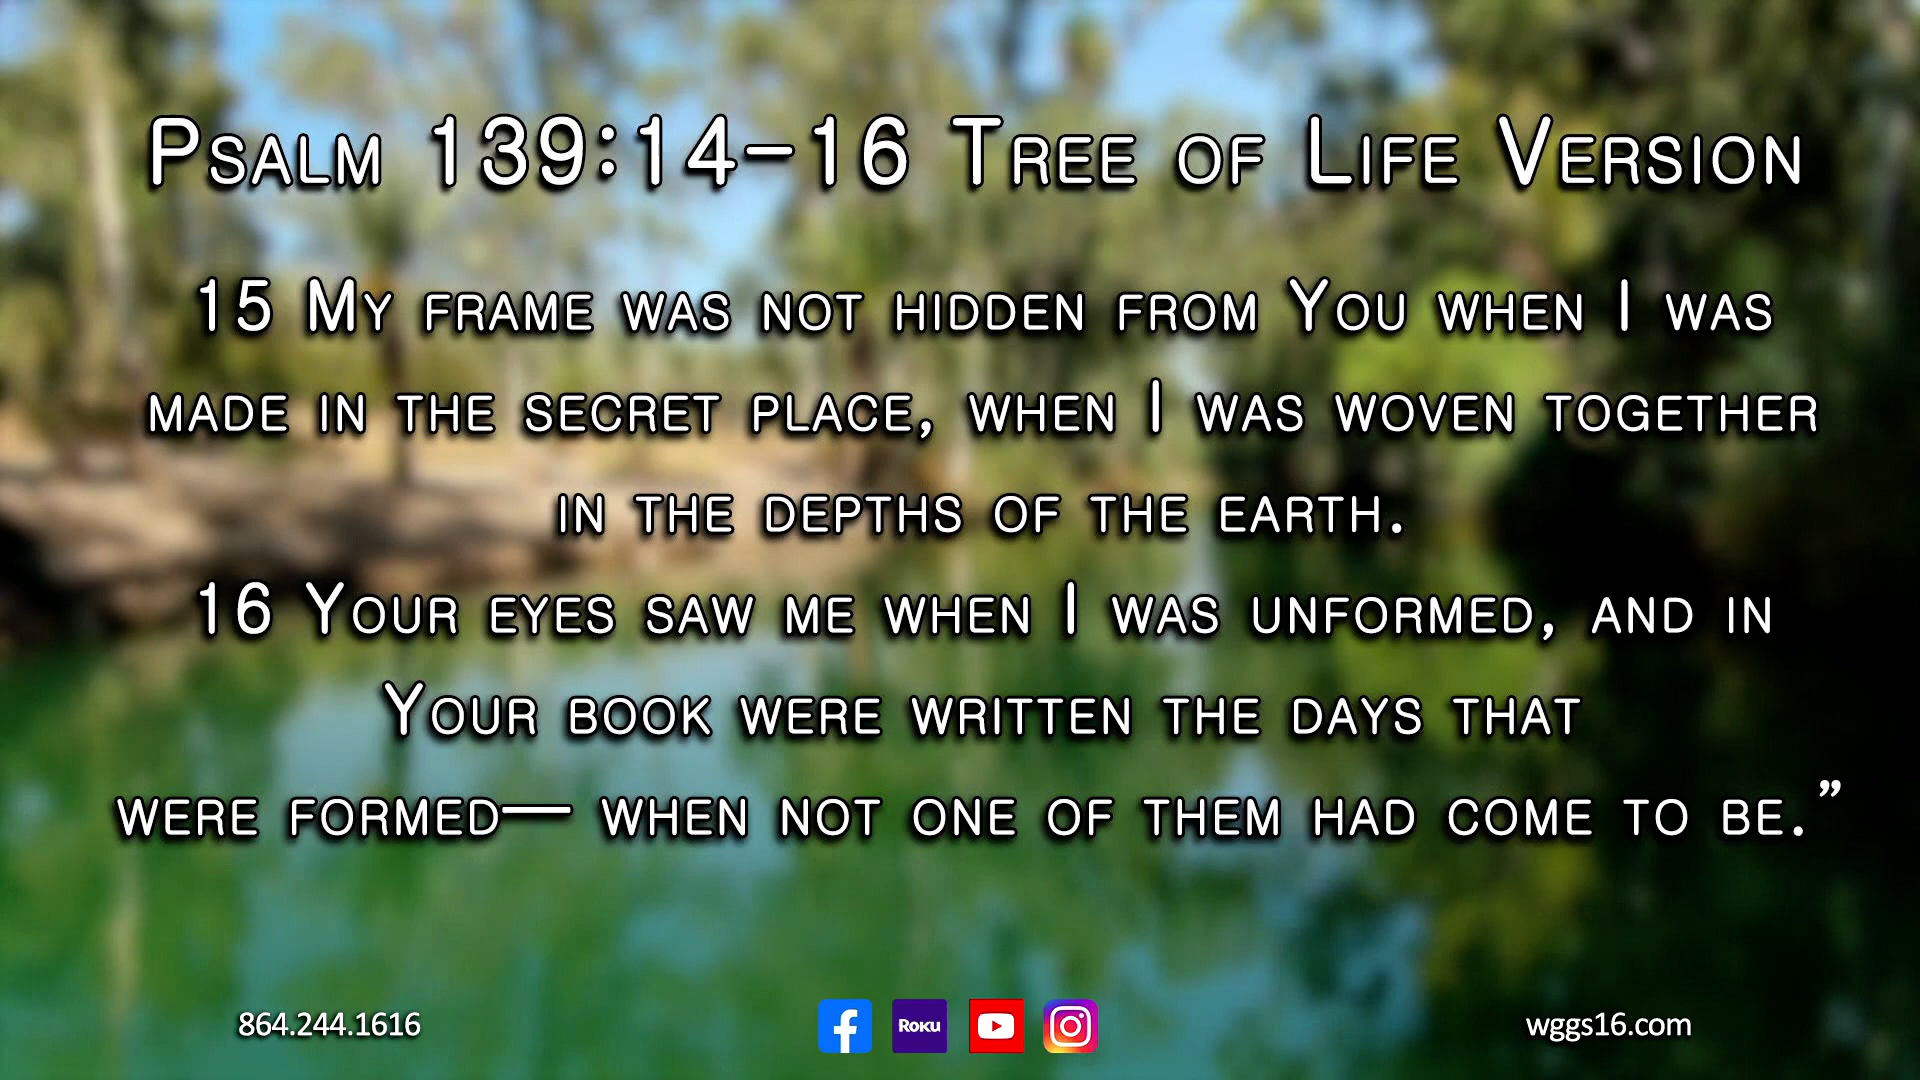 Psalm 139:14-16 Tree of Life Version
15 My frame was not hidden from You when I was
made in the secret place, when I was woven together
in the depths of the earth.
16 Your eyes saw me when I was unformed, and in
Your book were written the days that
were formed— when not one of them had come to be.”
864.244.1616
Roku
wggs16.com